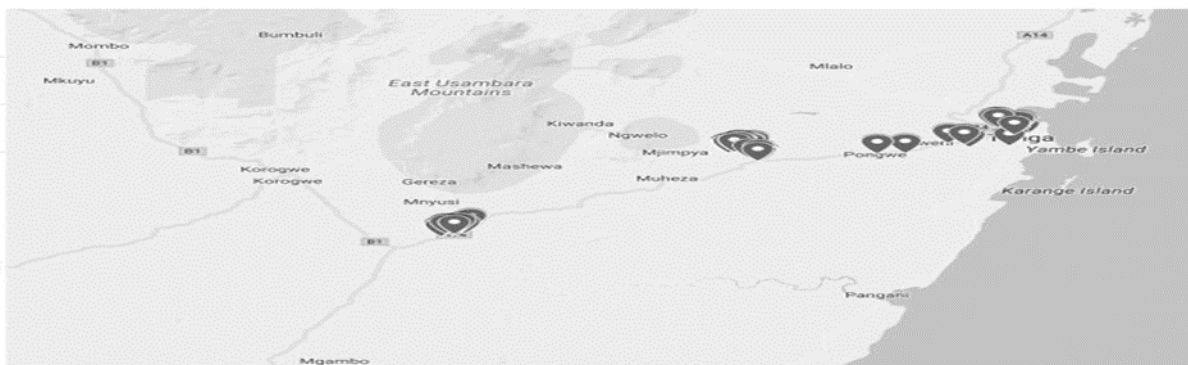 Mombo
Bumbuli
B1
Mkuyu
A14
Mlalo
East Usambara
Mountains
Kiwanda
Ngwelo
B1
Mjimpya
Pongwe
Yambe Island
Korogwe
Korogwe
Mashewa
Gereza
Muheza
Karange Island
Mnyusi
B1
Pangani
Mgambo